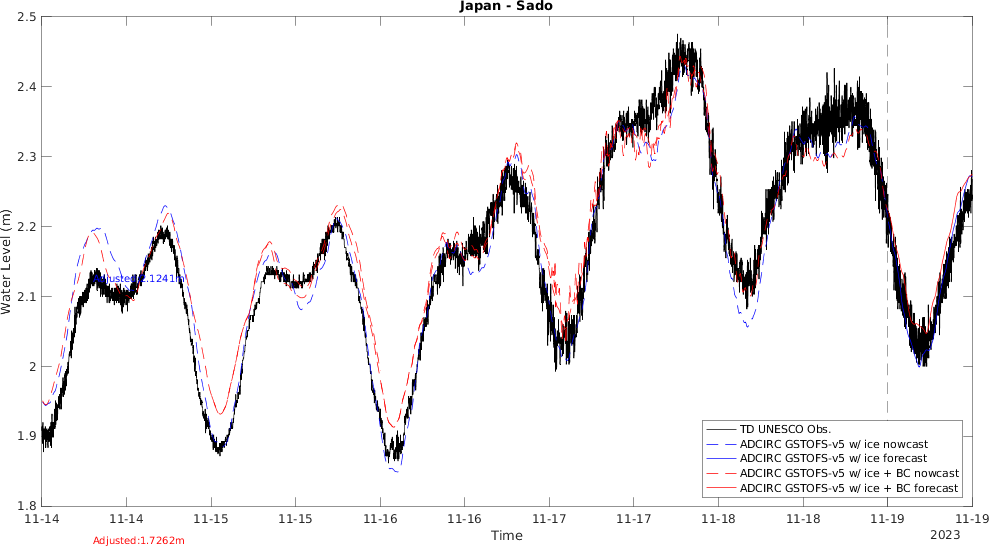 Japan - Sado
2.5
2.4
2.3
2.2
2.1
2
1.9
1.8
Water Level (m)
Adjusted:2.1241m
TD UNESCO Obs.
ADCIRC GSTOFS-v5 w/ ice nowcast
ADCIRC GSTOFS-v5 w/ ice forecast
ADCIRC GSTOFS-v5 w/ ice + BC nowcast
ADCIRC GSTOFS-v5 w/ ice + BC forecast
11-14 11-14 11-15 11-15 11-16 11-16 11-17 11-17 11-18 11-18 11-19 11-19
Time
2023
Adjusted:1.7262m